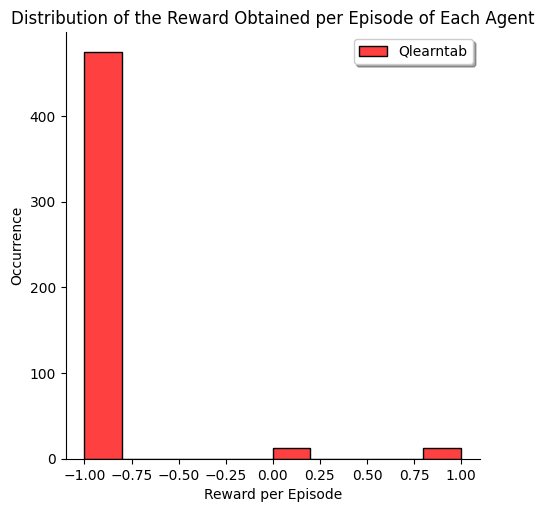 Distribution of the Reward Obtained per Episode of Each Agent
Qlearntab
400
300
200
100
0
Occurrence
−1.00 −0.75 −0.50 −0.25 0.00 0.25 0.50 0.75 1.00
Reward per Episode